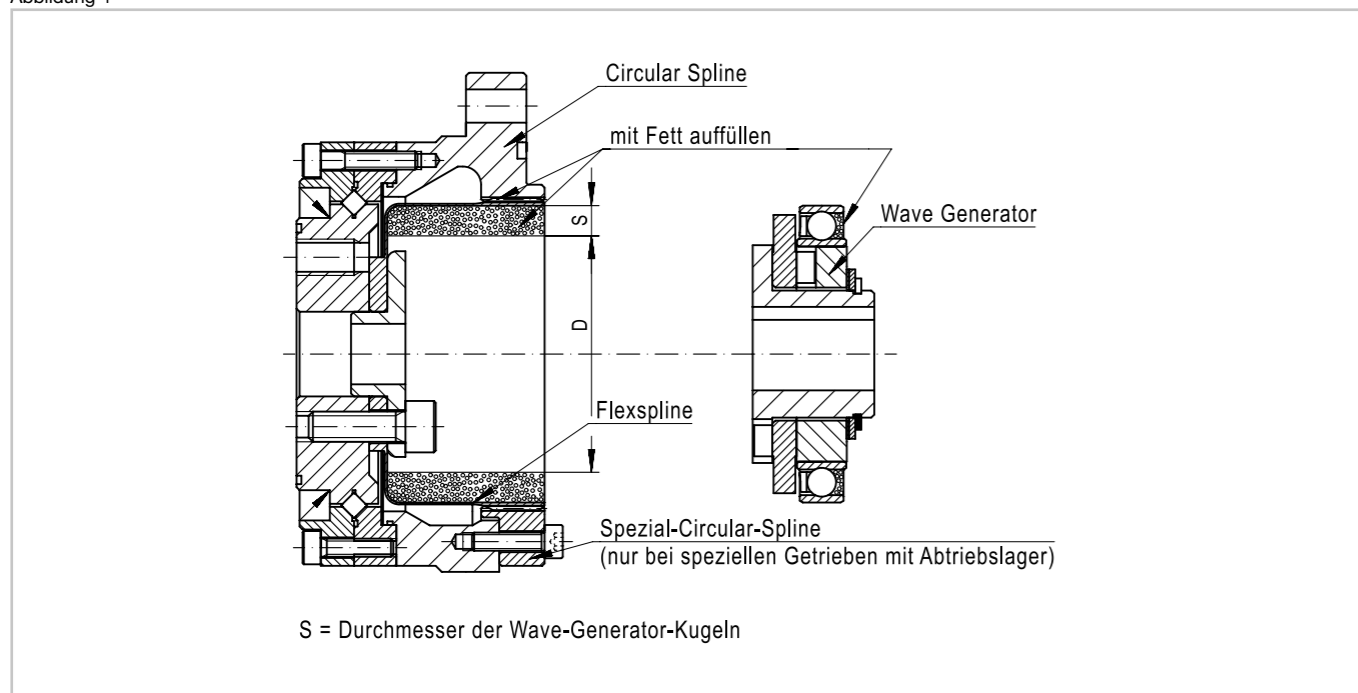 Abbildung 1
Circular Spline
mit Fett auffüllen
S
Wave Generator
D
Flexspline
Spezial-Circular-Spline
(nur bei speziellen Getrieben mit Abtriebslager)
S = Durchmesser der Wave-Generator-Kugeln